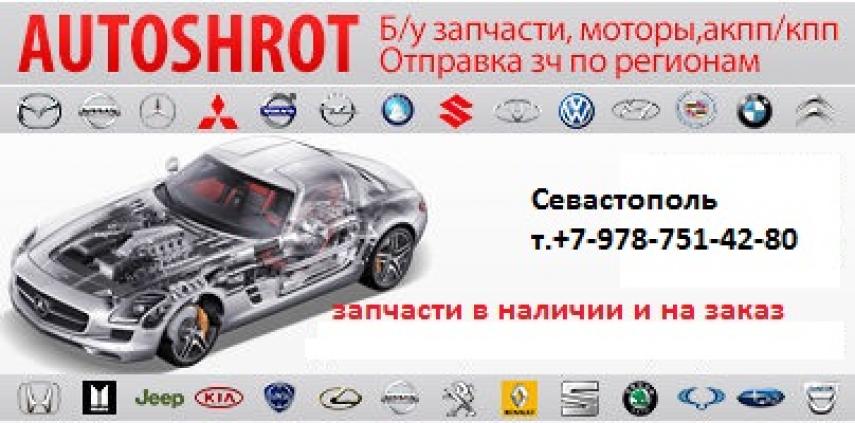 AUTOSHROT
Б/у запчасти, моторы,акпп/кпп
Отправка зч по регионам
Севастополь
т.+7-978-751-42-80
запчасти в наличии и на заказ
Jeep KIA
RENAULT